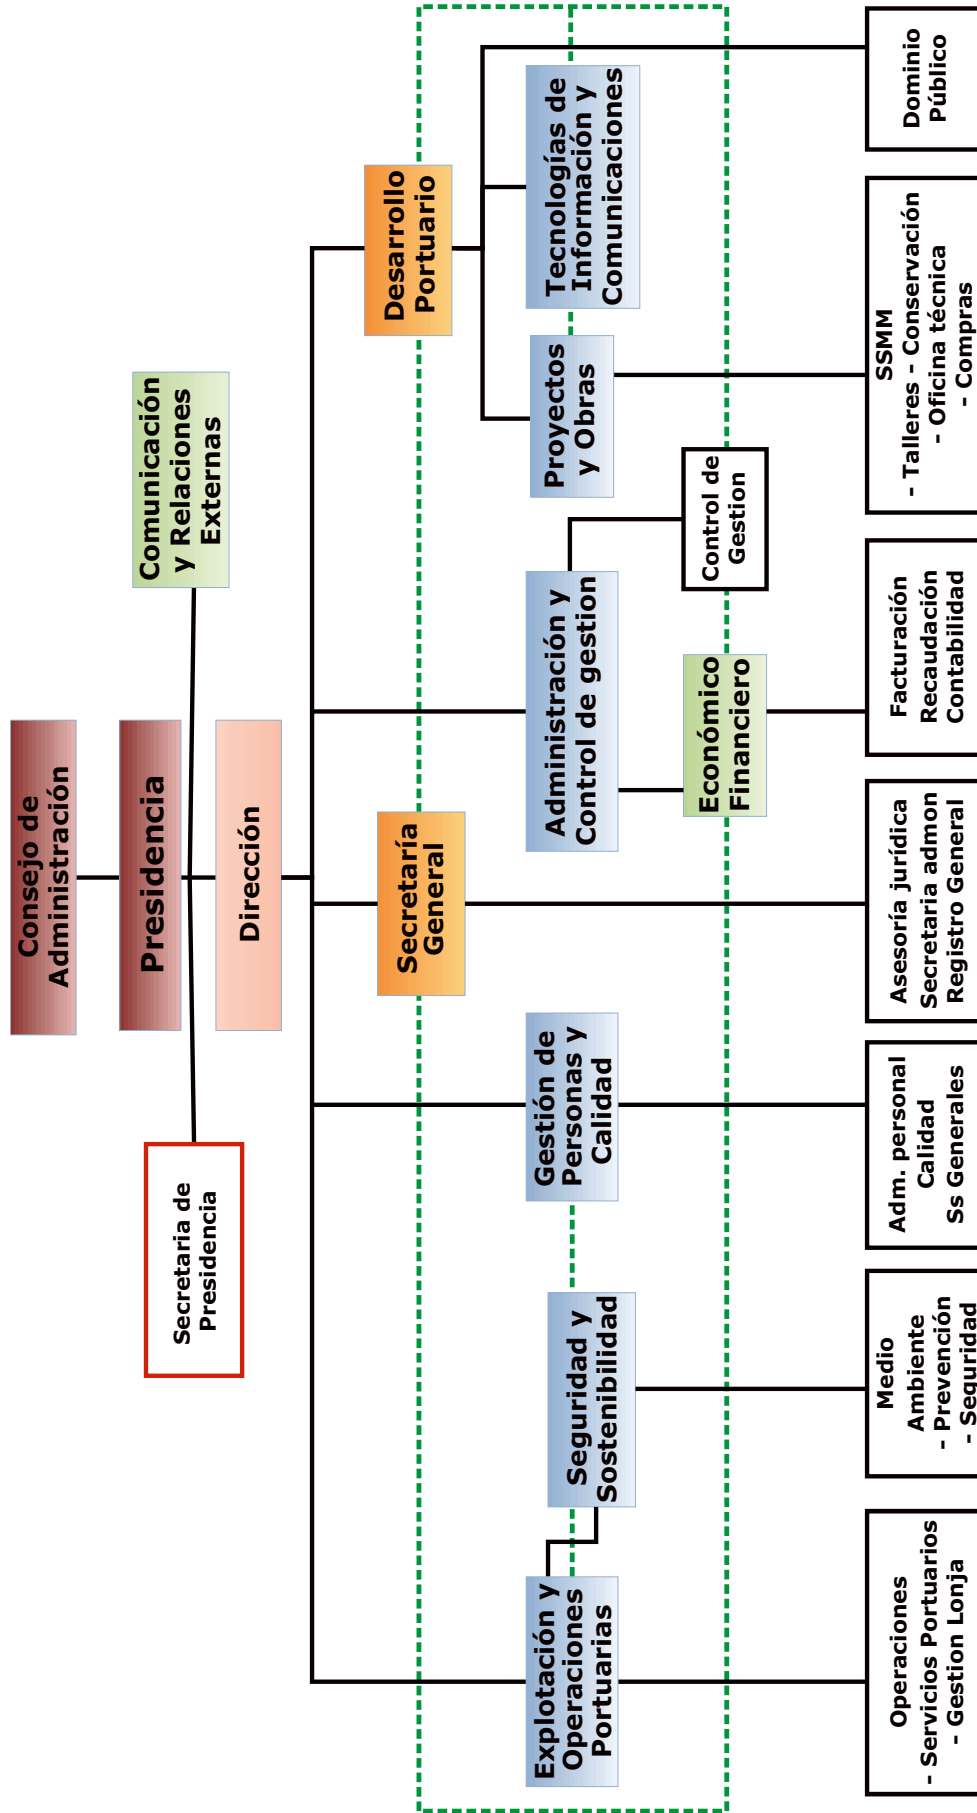 Consejo de
Administración
Presidencia
Dirección
Secretaria de
Presidencia
Comunicación
y Relaciones
Externas
Secretaría
General
Desarrollo
Portuario
Explotación y
Operaciones
Portuarias
Seguridad y
Sostenibilidad
Gestión de
Personas y
Calidad
Administración y
Control de gestion
Proyectos
y Obras
Tecnologías de
Información y
Comunicaciones
Económico
Financiero
Control de
Gestion
Operaciones
- Servicios Portuarios
- Gestion Lonja
Medio
Ambiente
- Prevención
- Seguridad
Adm. personal
Calidad
Ss Generales
Asesoría jurídica
Secretaria admon
Registro General
Facturación
Recaudación
Contabilidad
SSMM
- Talleres - Conservación
- Oficina técnica
- Compras
Dominio
Público